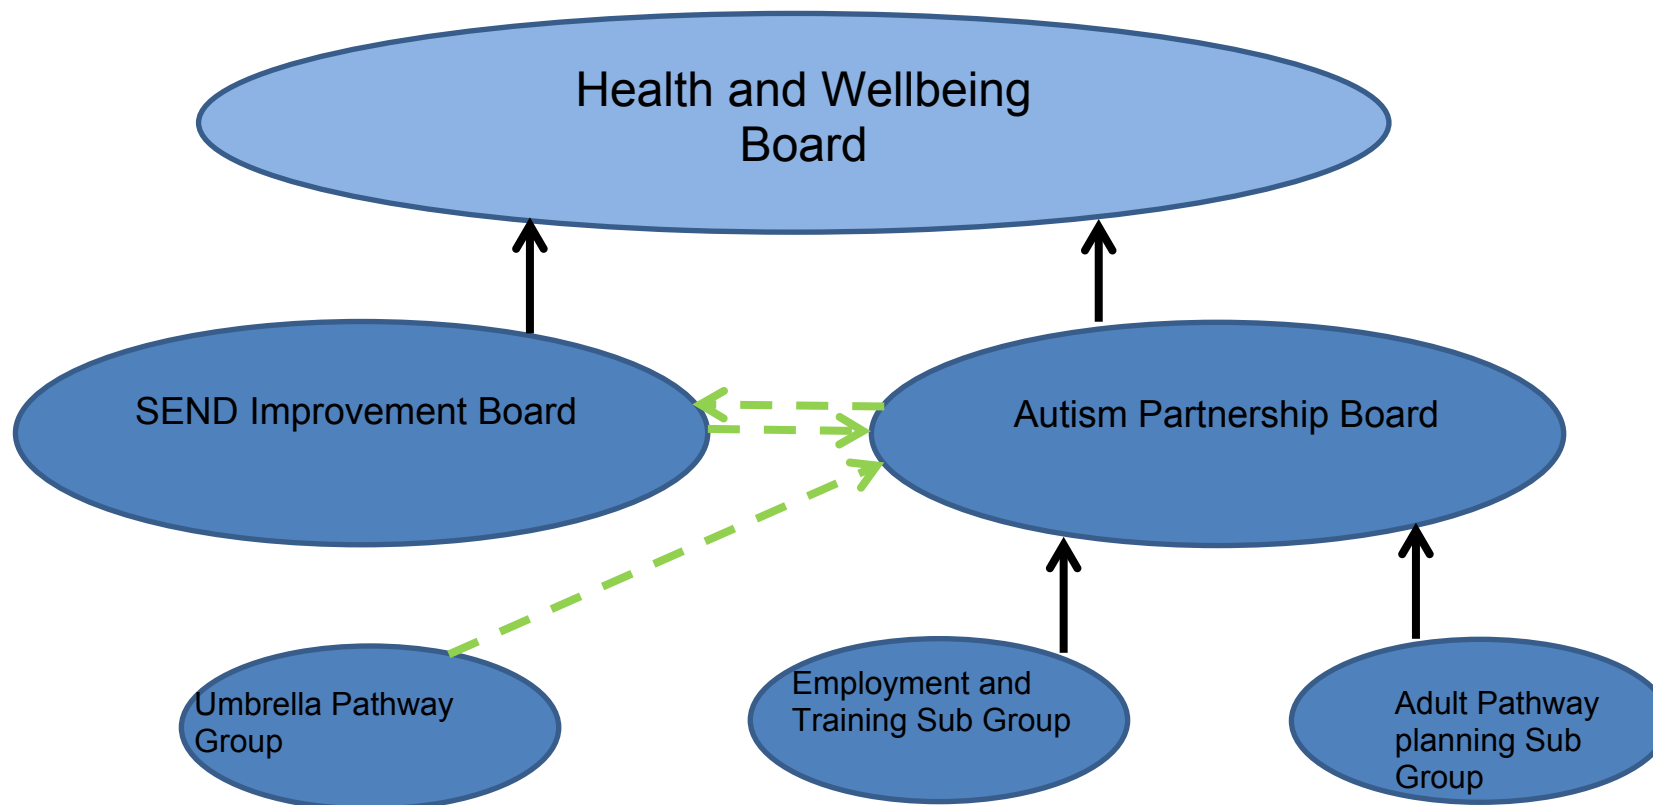 Health and Wellbeing
Board
SEND Improvement Board
Autism Partnership Board
Umbrella Pathway
Group
Employment and
Training Sub Group
Adult Pathway
planning Sub
Group